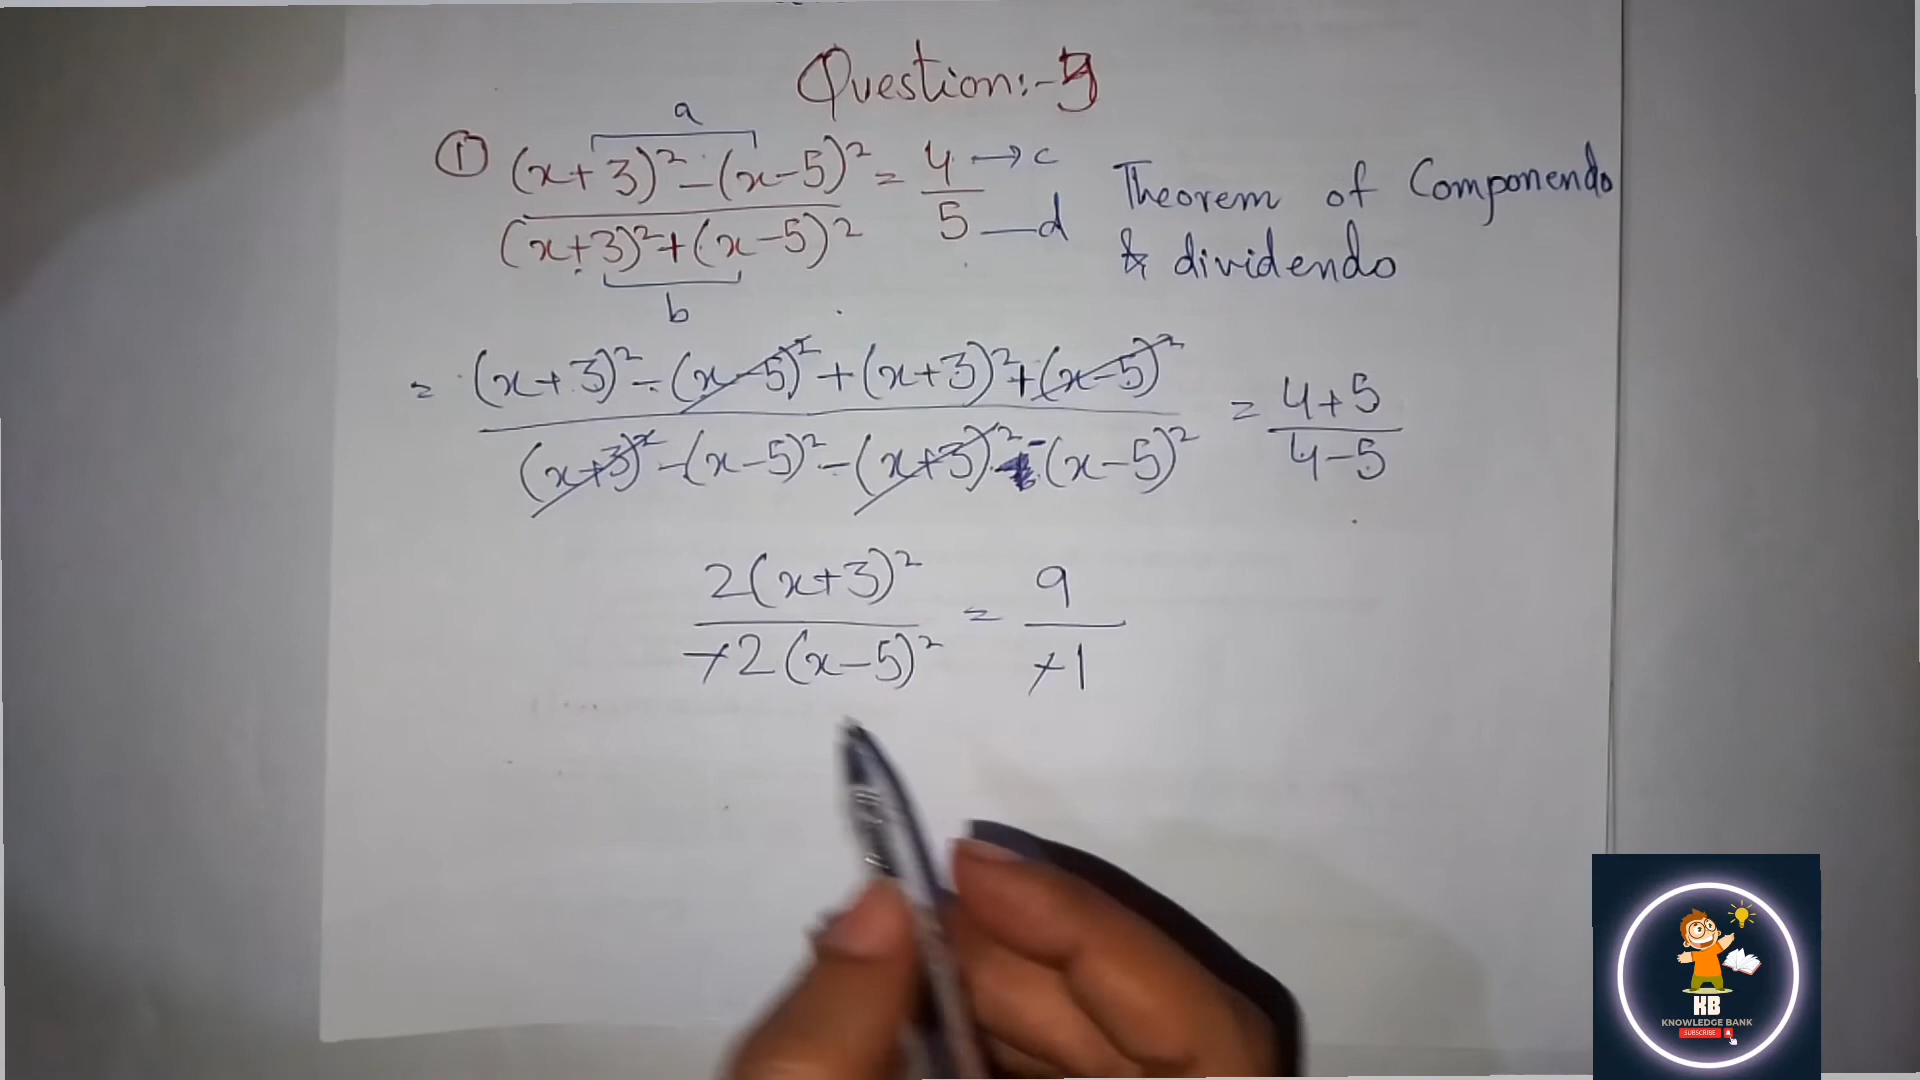 Question:-
a
① (x+3)² - (x-5)² = 4 → c
(x+3)² + (x-5)² 5 — d
b
Theorem of Componendo
& dividendo
= (x+3)² - (x-5)² + (x+3)² + (x-5)² = 4+5
(x+3)² - (x-5)² - (x+3)² - (x-5)² 4-5
2(x+3)² = 9
-2(x-5)² -1
KB
KNOWLEDGE BANK
SUBSCRIBE